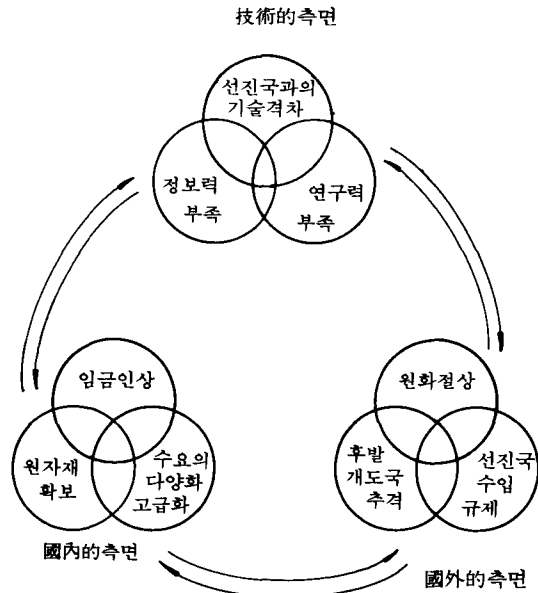 技術的측면
선진국과의
기술격차
정보력
부족
연구력
부족
임금인상
원자재
확보
수요의
다양화
고급화
國內的측면
원화절상
후발
개도국
추격
선진국
수입
규제
國外的측면